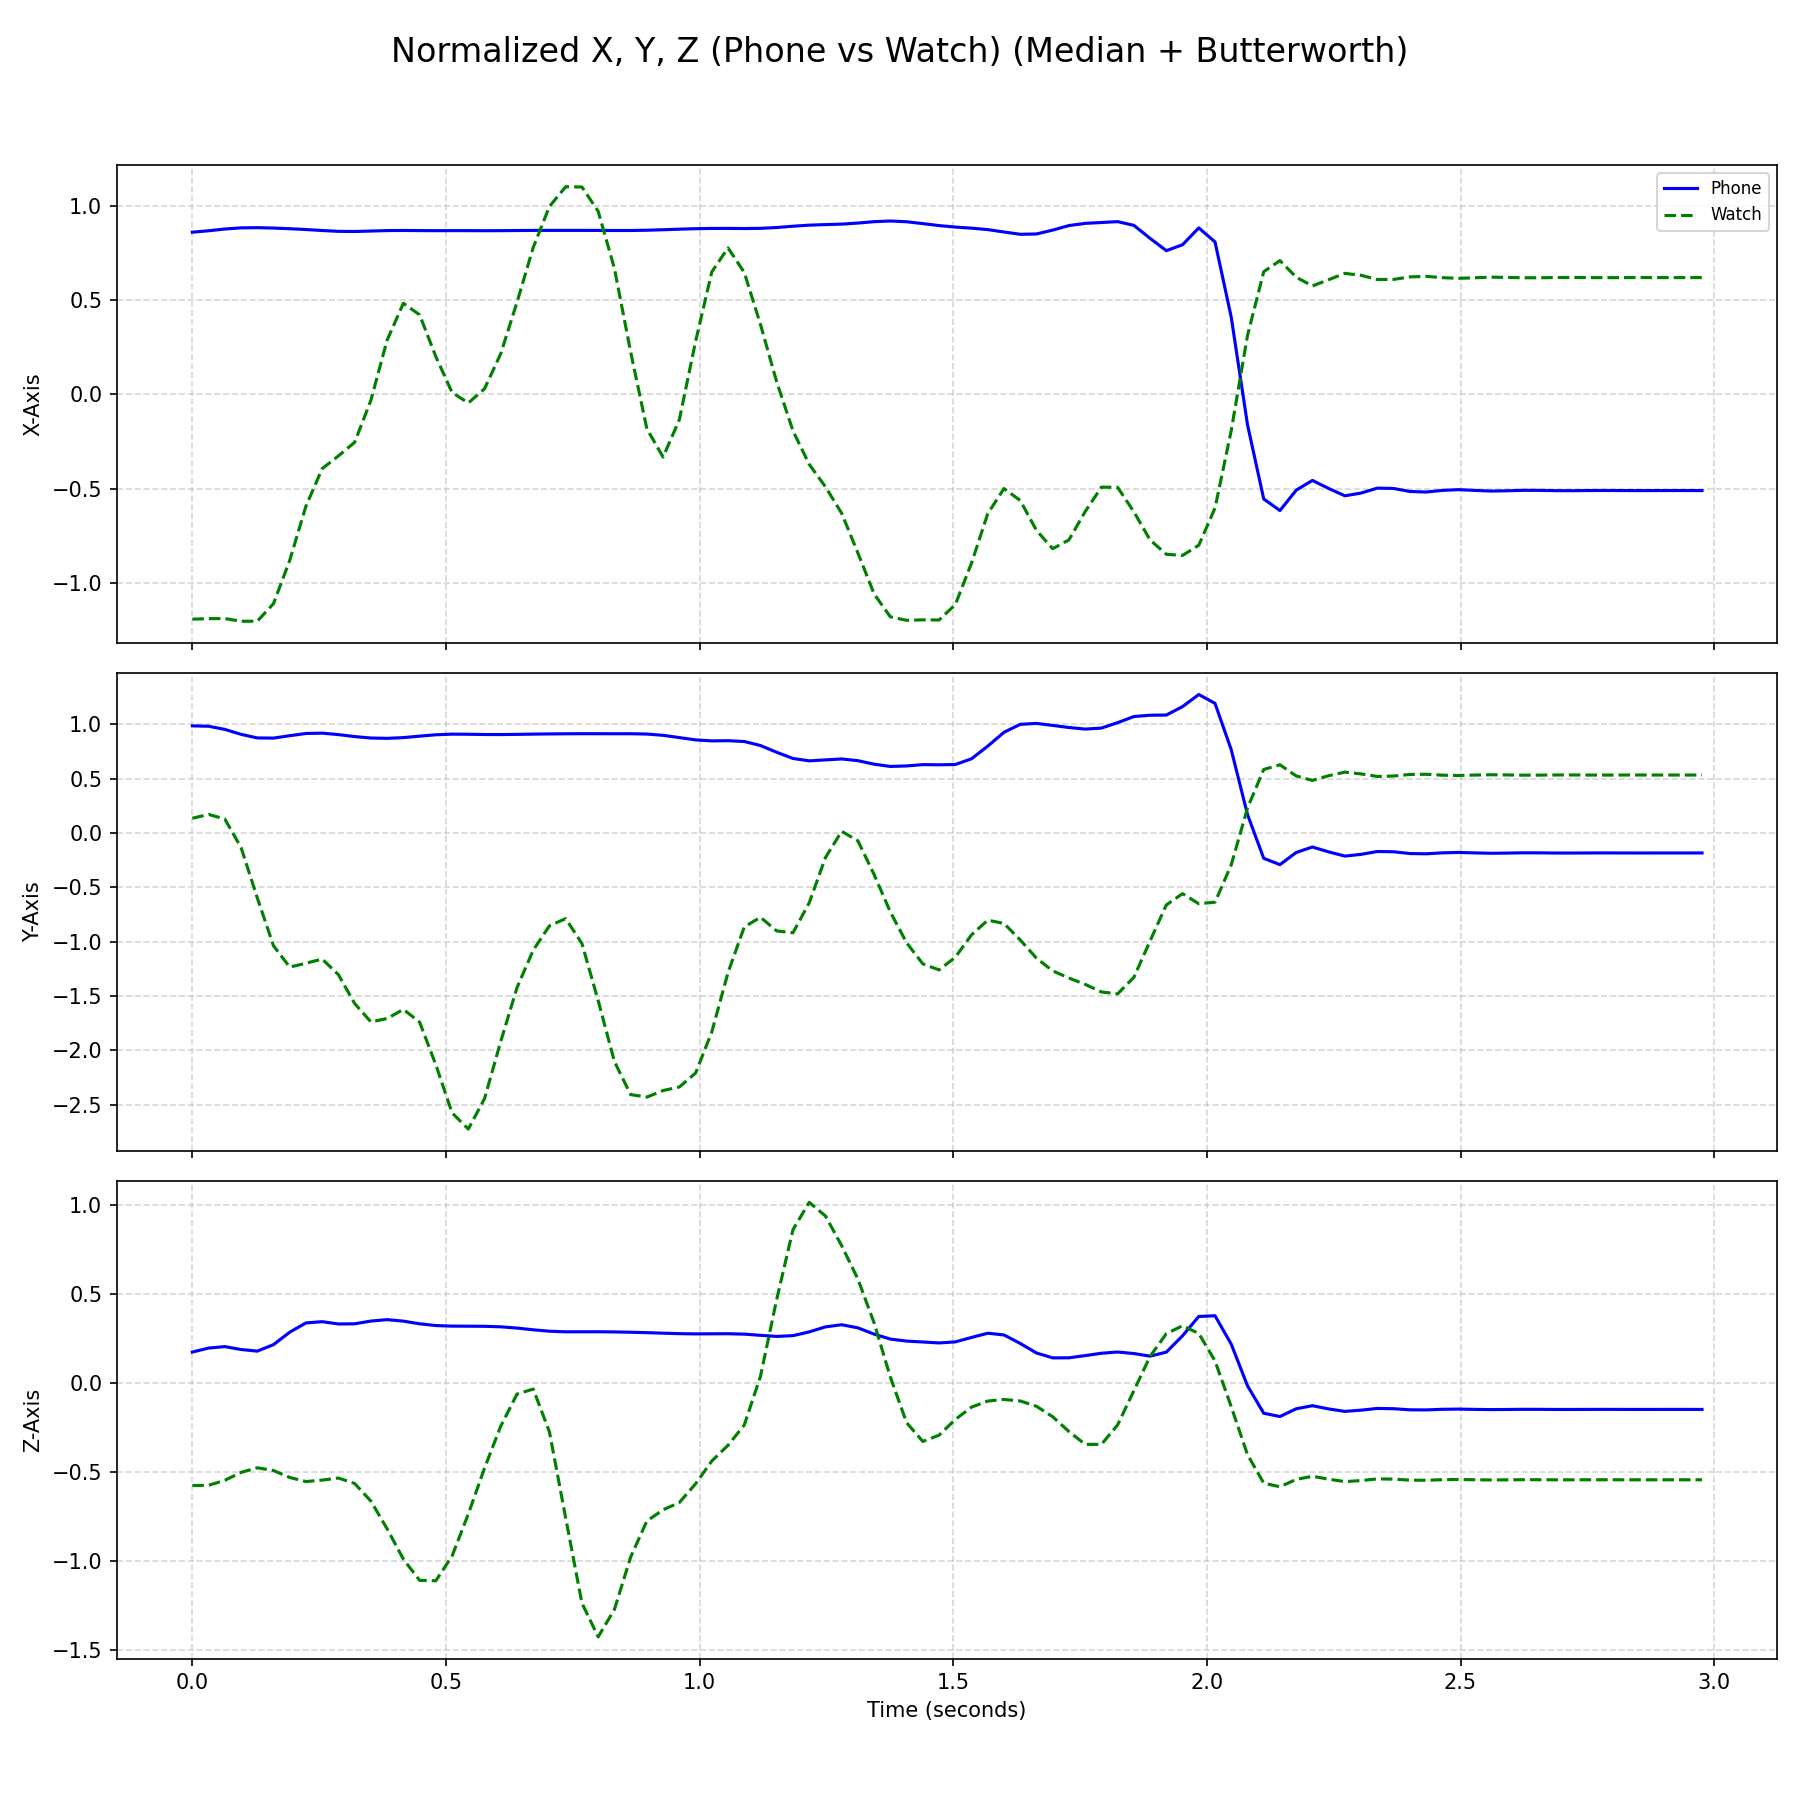 Normalized X, Y, Z (Phone vs Watch) (Median + Butterworth)
Phone
Watch
1.0
0.5
0.0
−0.5
−1.0
X-Axis
1.0
0.5
0.0
−0.5
−1.0
−1.5
−2.0
−2.5
Y-Axis
1.0
0.5
0.0
−0.5
−1.0
−1.5
Z-Axis
0.0 0.5 1.0 1.5 2.0 2.5 3.0
Time (seconds)